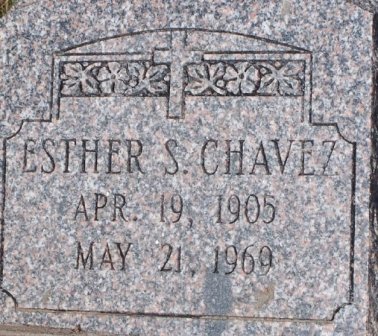 ESTHER S. CHAVEZ
APR. 19, 1905
MAY 21, 1969